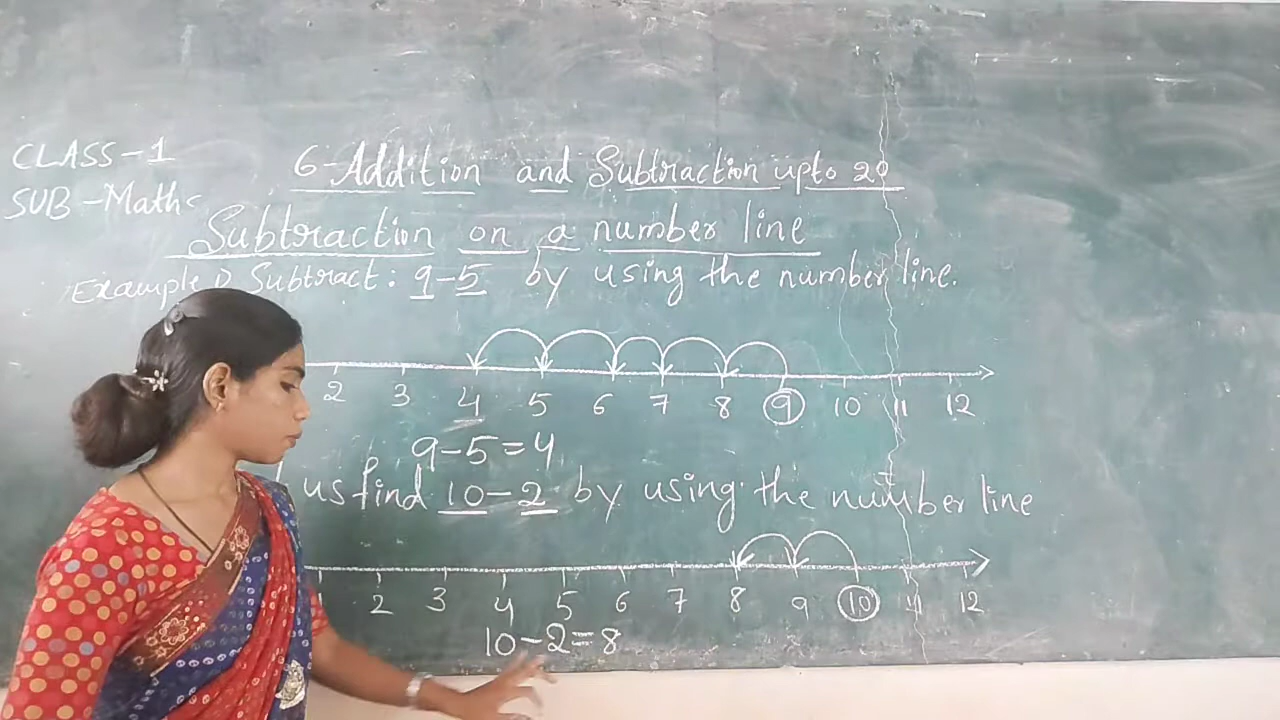 CLASS-1
SUB-Maths
6-Addition and Subtraction upto 20
Subtraction on a number line
Example 1) Subtract: 9-5 by using the number line.
2 3 4 5 6 7 8 9 10 11 12
9-5=4
us find 10-2 by using the number line
1 2 3 4 5 6 7 8 9 10 11 12
10-2=8